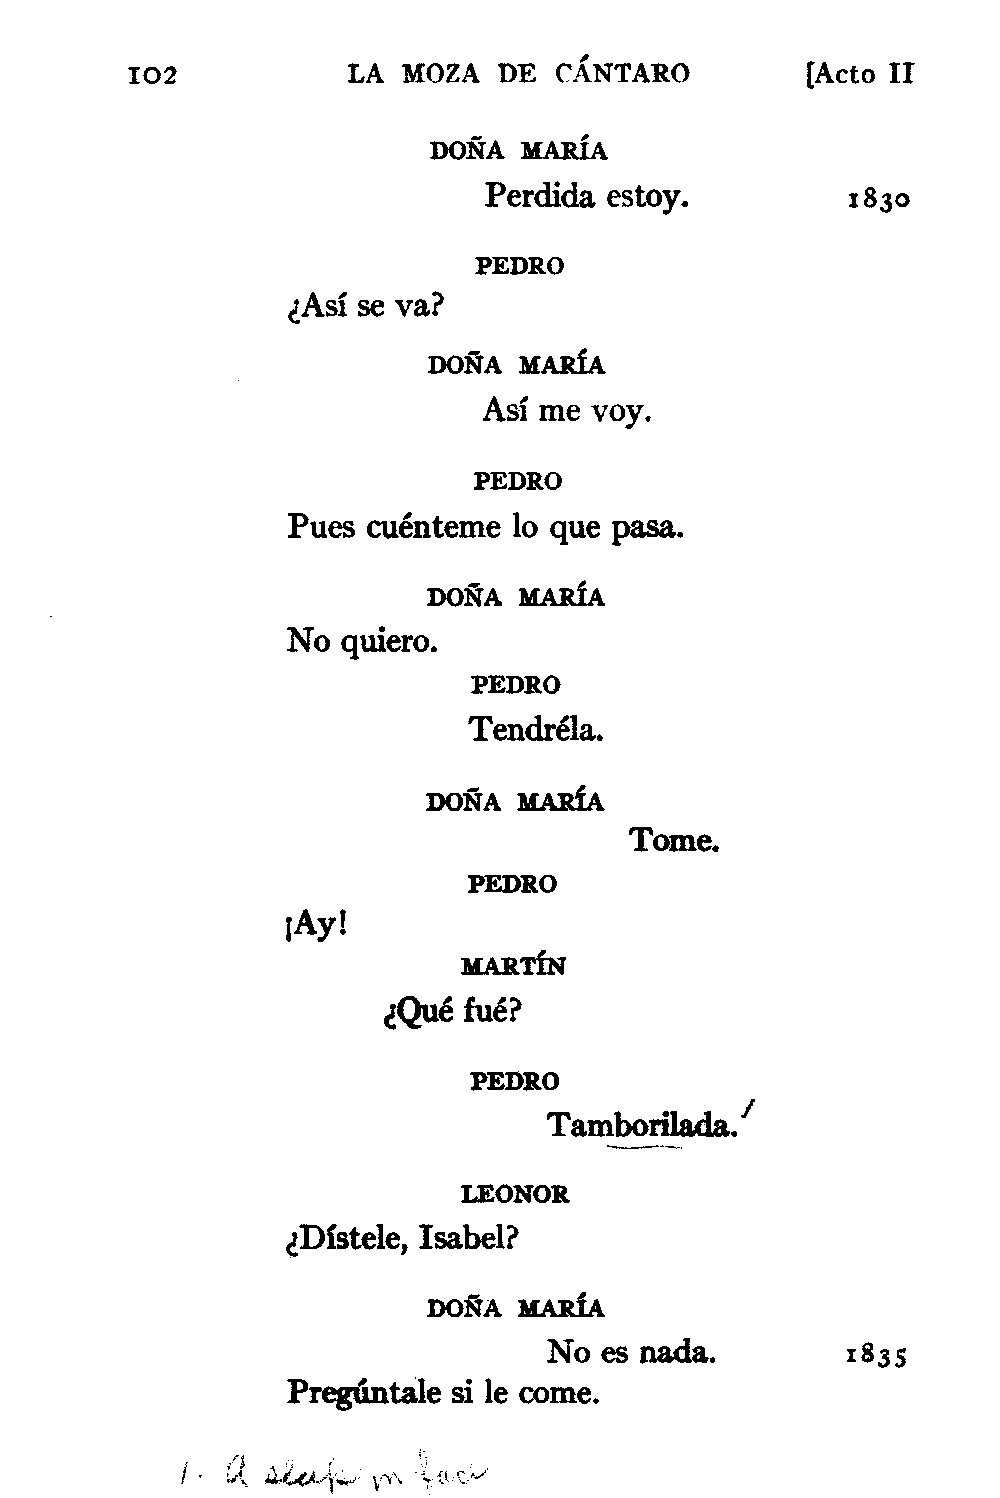 102 LA MOZA DE CÁNTARO [Acto II
DOÑA MARÍA
Perdida estoy. 1830
PEDRO
¿Así se va?
DOÑA MARÍA
Así me voy.
PEDRO
Pues cuénteme lo que pasa.
DOÑA MARÍA
No quiero.
PEDRO
Tendréla.
DOÑA MARÍA
Tome.
PEDRO
¡Ay!
MARTÍN
¿Qué fué?
PEDRO
Tamborilada. /
LEONOR
¿Dístele, Isabel?
DOÑA MARÍA
No es nada. 1835
Pregúntale si le come.
1. A slap in face